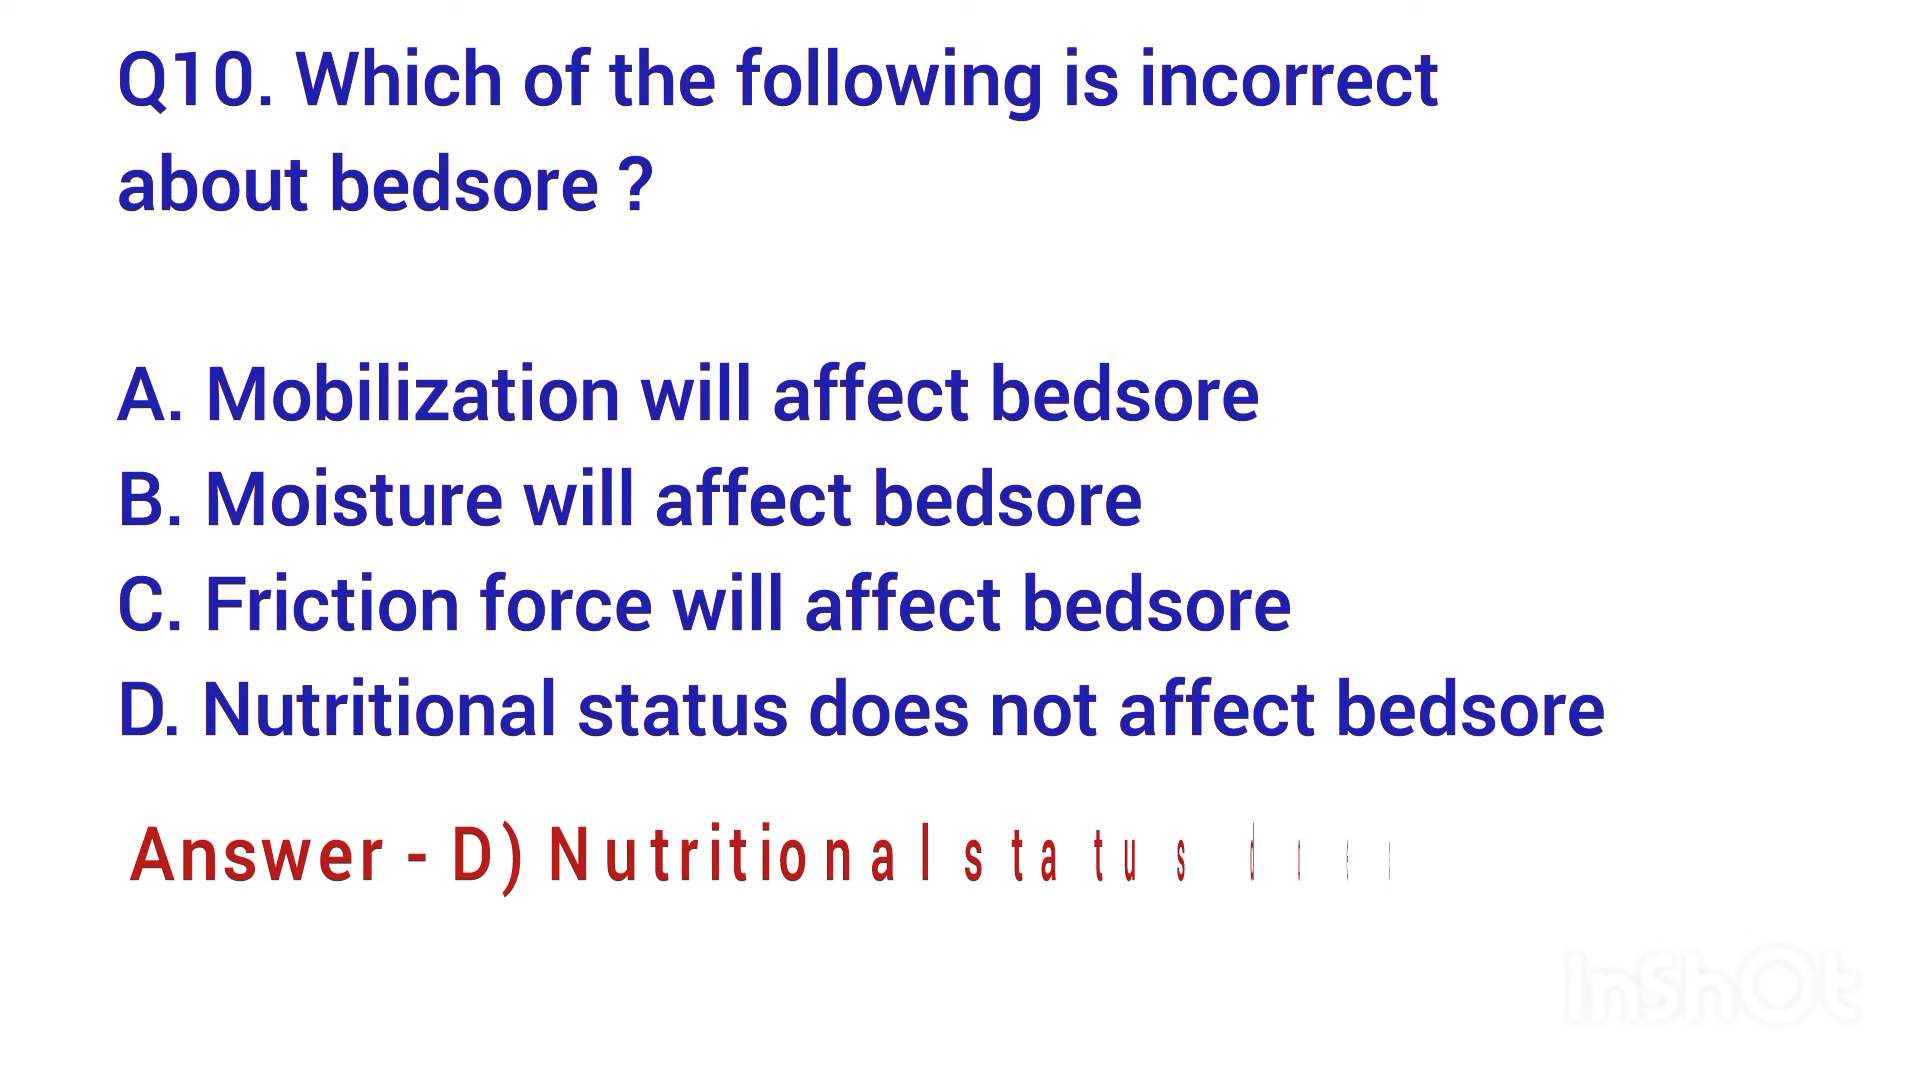 Q10. Which of the following is incorrect
about bedsore ?
A. Mobilization will affect bedsore
B. Moisture will affect bedsore
C. Friction force will affect bedsore
D. Nutritional status does not affect bedsore
Answer - D) Nutritional status
InShOt